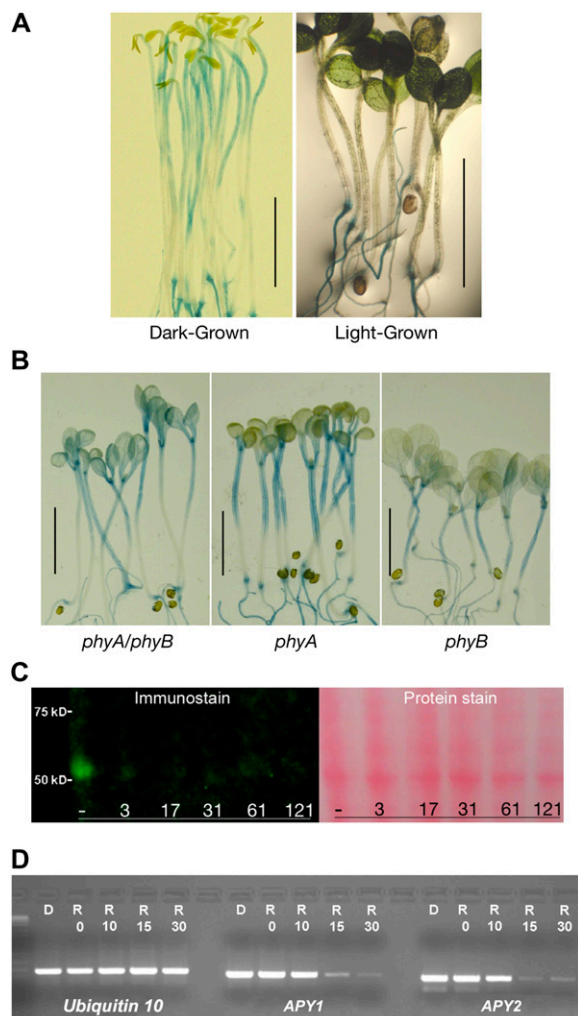 A
Dark-Grown Light-Grown
B
phyA/phyB phyA phyB
C
Immunostain Protein stain
75 kD-
50 kD-
- 3 17 31 61 121 - 3 17 31 61 121
D
D R R R R D R R R R D R R R R
0 10 15 30 0 10 15 30 0 10 15 30
Ubiquitin 10 APY1 APY2